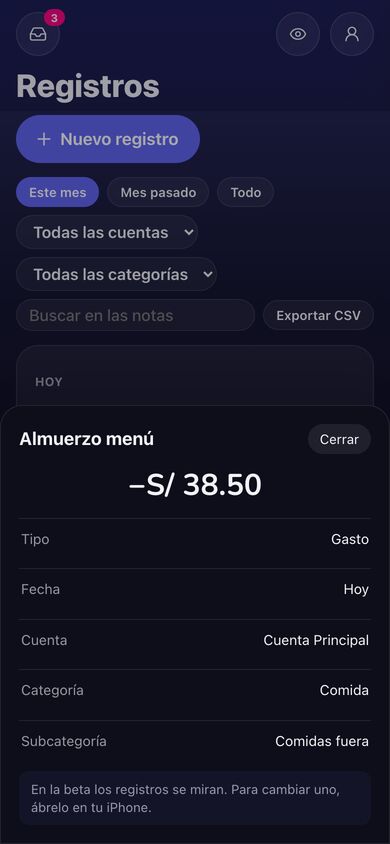 3
Registros
+ Nuevo registro
Este mes
Mes pasado
Todo
Todas las cuentas
Todas las categorías
Buscar en las notas
Exportar CSV
HOY
Almuerzo menú
Cerrar
−S/ 38.50
Tipo
Gasto
Fecha
Hoy
Cuenta
Cuenta Principal
Categoría
Comida
Subcategoría
Comidas fuera
En la beta los registros se miran. Para cambiar uno,
ábrelo en tu iPhone.